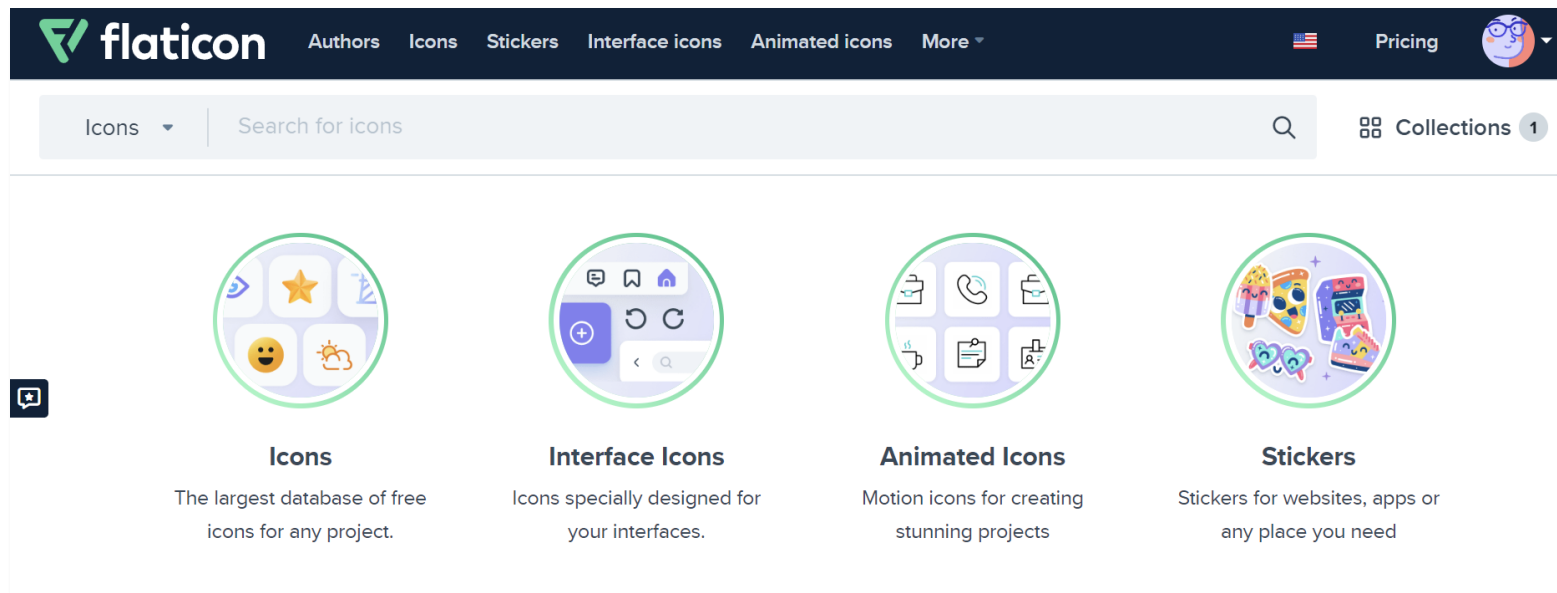 flaticon Authors Icons Stickers Interface icons Animated icons More Pricing
Icons Search for icons Collections 1
Icons
The largest database of free
icons for any project.
Interface Icons
Icons specially designed for
your interfaces.
Animated Icons
Motion icons for creating
stunning projects
Stickers
Stickers for websites, apps or
any place you need